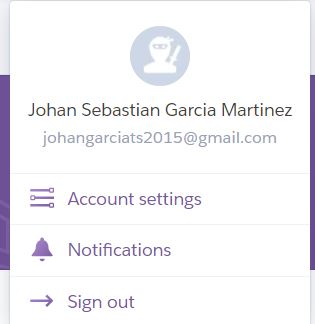 Johan Sebastian Garcia Martinez
johangarciats2015@gmail.com
Account settings
Notifications
Sign out